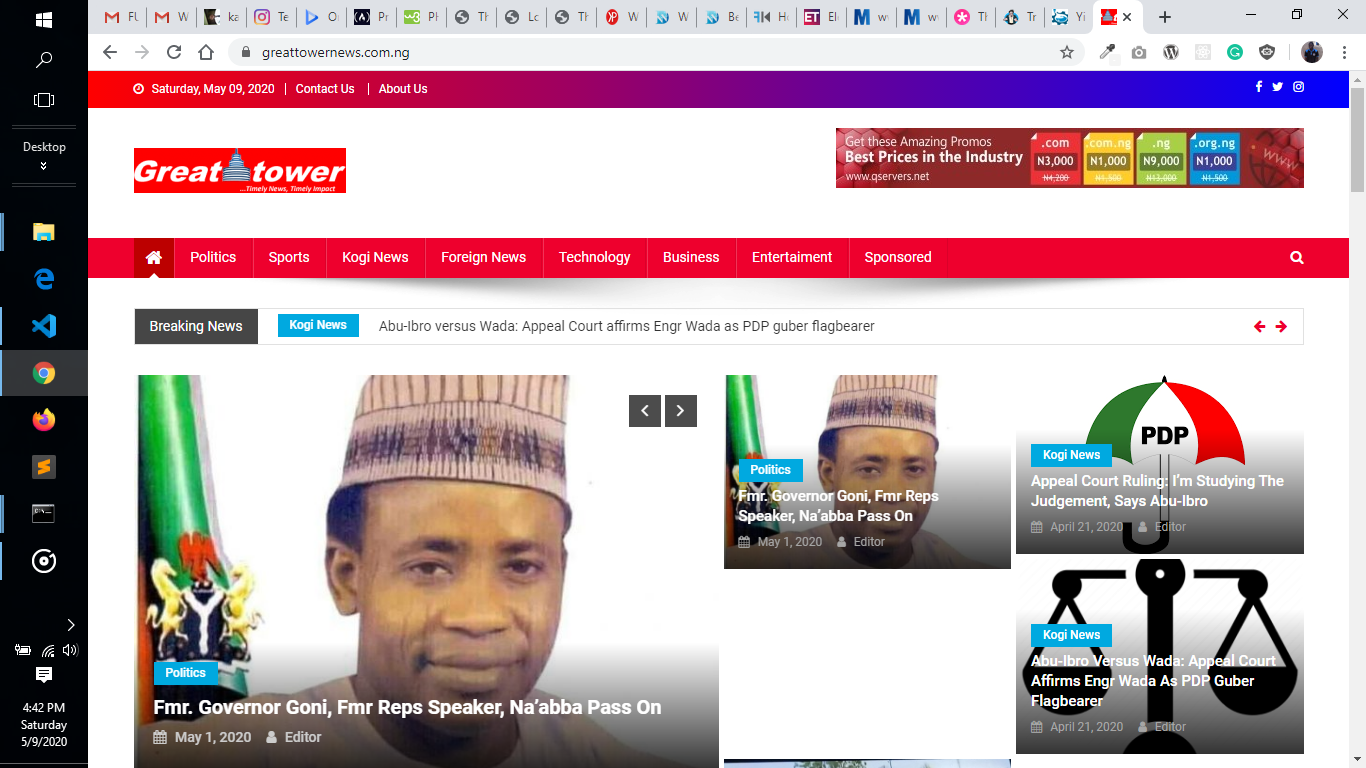 FU
M
W
ka
Te
O
Pr
PH
Th
Lo
Th
W
W
Be
Ho
Ele
w
w
Th
Tr
Yi
greattowernews.com.ng
Saturday, May 09, 2020
Contact Us
About Us
Great tower
...Timely News, Timely Impact
Get these Amazing Promos
Best Prices in the Industry
www.qservers.net
.com
N3,000
N4,200
.com.ng
N1,000
N1,500
.ng
N9,000
N13,000
.org.ng
N1,000
N1,500
www
Politics
Sports
Kogi News
Foreign News
Technology
Business
Entertaiment
Sponsored
Breaking News
Kogi News
Abu-Ibro versus Wada: Appeal Court affirms Engr Wada as PDP guber flagbearer
Politics
Fmr. Governor Goni, Fmr Reps Speaker, Na’abba Pass On
May 1, 2020
Editor
Politics
Fmr. Governor Goni, Fmr Reps
Speaker, Na’abba Pass On
May 1, 2020
Editor
PDP
Kogi News
Appeal Court Ruling: I’m Studying The
Judgement, Says Abu-Ibro
April 21, 2020
Editor
Kogi News
Abu-Ibro Versus Wada: Appeal Court
Affirms Engr Wada As PDP Guber
Flagbearer
April 21, 2020
Editor
Desktop
4:42 PM
Saturday
5/9/2020